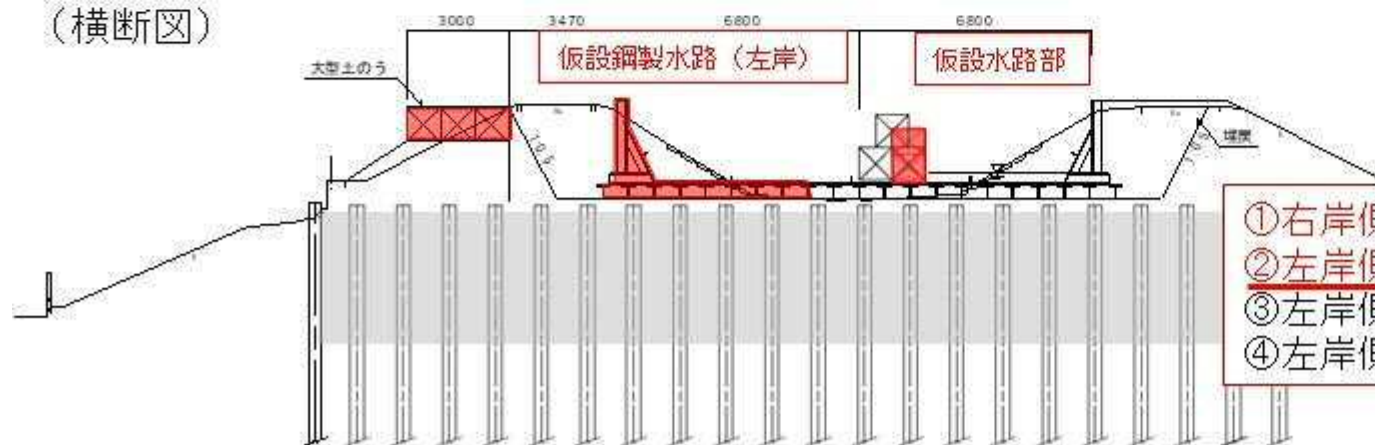 (横断図)
3000 3470 6800 6800
仮設鋼製水路(左岸)
仮設水路部
大型土のう
埋戻
①右岸側
②左岸側
③左岸側
④左岸側